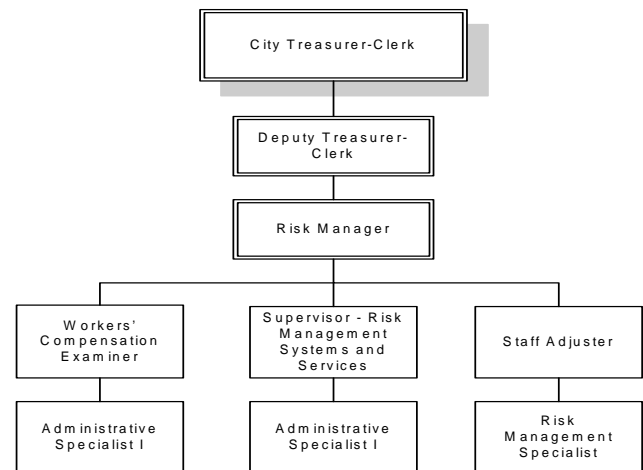 City Treasurer-Clerk
Deputy Treasurer-
Clerk
Risk Manager
Workers'
Compensation
Examiner
Supervisor - Risk
Management
Systems and
Services
Staff Adjuster
Administrative
Specialist I
Administrative
Specialist I
Risk
Management
Specialist